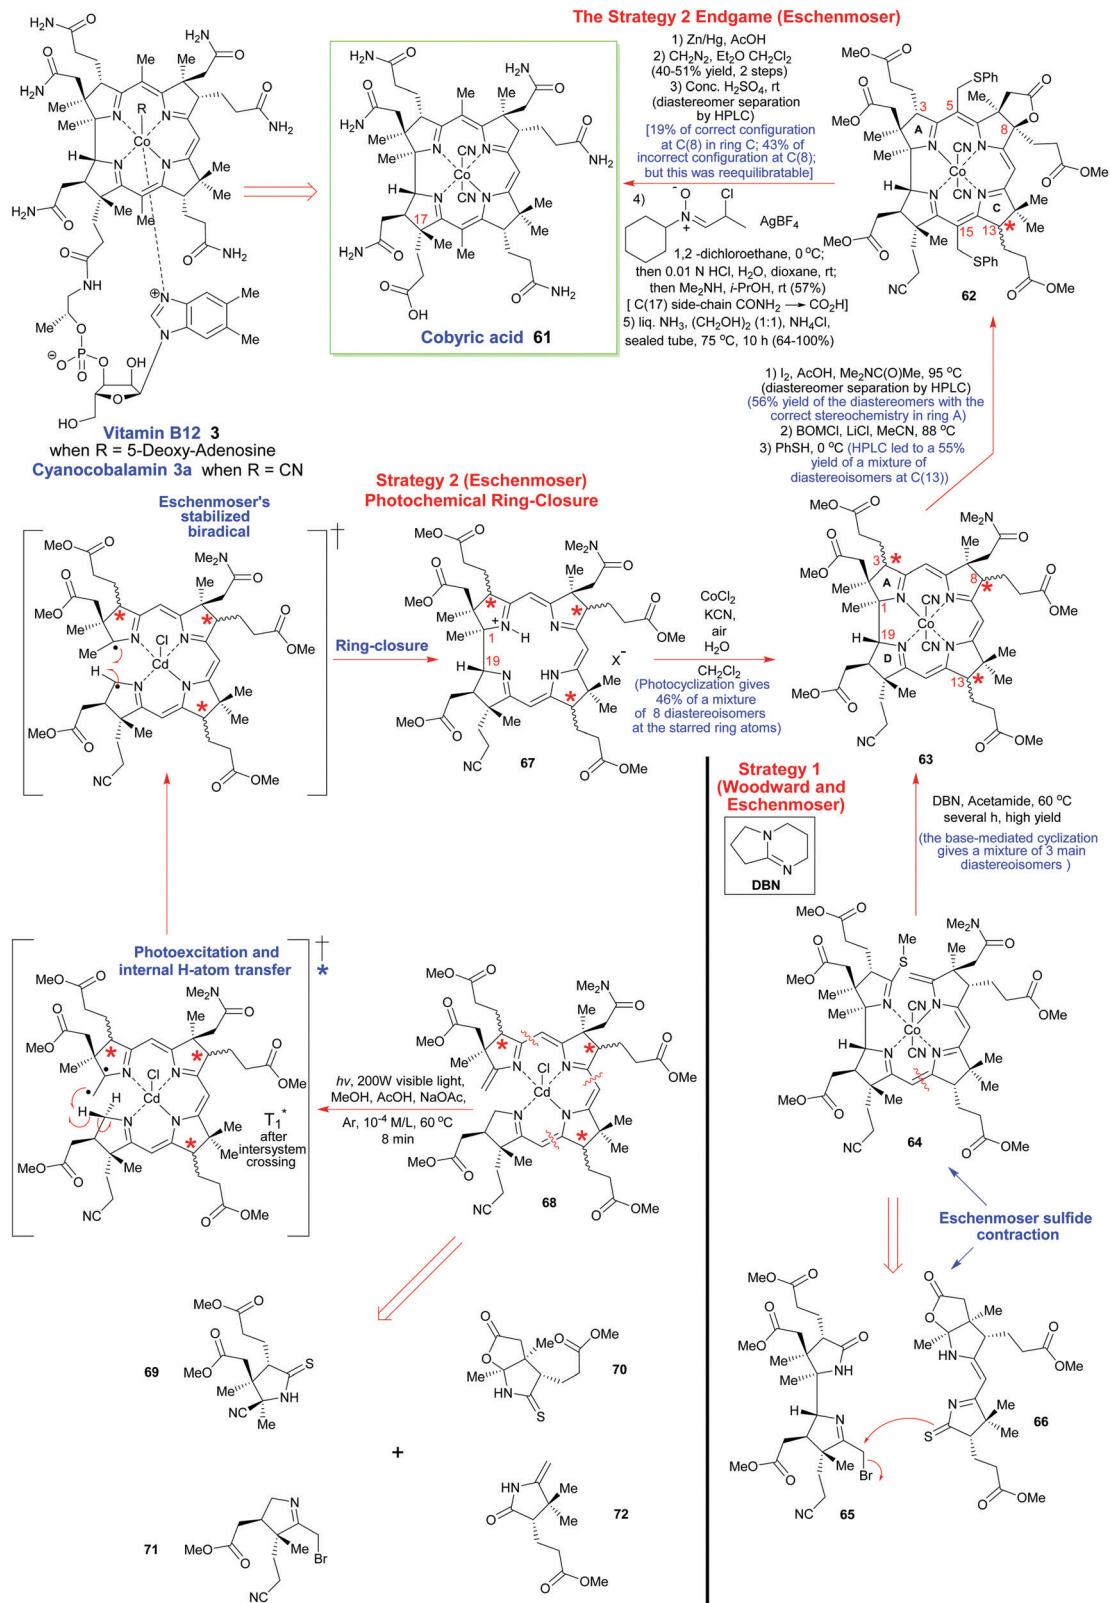 The Strategy 2 Endgame (Eschenmoser)
1) Zn/Hg, AcOH
2) CH2N2, Et2O CH2Cl2
(40-51% yield, 2 steps)
3) Conc. H2SO4, rt
(diastereomer separation
by HPLC)
[19% of correct configuration
at C(8) in ring C; 43% of
incorrect configuration at C(8);
but this was reequilibratable]
4)
AgBF4
1,2 -dichloroethane, 0 °C;
then 0.01 N HCl, H2O, dioxane, rt;
then Me2NH, i-PrOH, rt (57%)
[ C(17) side-chain CONH2 → CO2H]
5) liq. NH3, (CH2OH)2 (1:1), NH4Cl,
sealed tube, 75 °C, 10 h (64-100%)
Cobyric acid 61
62
Vitamin B12 3
when R = 5-Deoxy-Adenosine
Cyanocobalamin 3a when R = CN
1) I2, AcOH, Me2NC(O)Me, 95 °C
(diastereomer separation by HPLC)
(56% yield of the diastereomers with the
correct stereochemistry in ring A)
2) BOMCl, LiCl, MeCN, 88 °C
3) PhSH, 0 °C (HPLC led to a 55%
yield of a mixture of
diastereoisomers at C(13))
Strategy 2 (Eschenmoser)
Photochemical Ring-Closure
Eschenmoser's
stabilized
biradical
Ring-closure
67
X-
CoCl2
KCN,
air
H2O
CH2Cl2
(Photocyclization gives
46% of a mixture
of 8 diastereoisomers
at the starred ring atoms)
63
Strategy 1
(Woodward and
Eschenmoser)
DBN
DBN, Acetamide, 60 °C
several h, high yield
(the base-mediated cyclization
gives a mixture of 3 main
diastereoisomers )
64
Photoexcitation and
internal H-atom transfer
T1*
after
intersystem
crossing
hv, 200W visible light,
MeOH, AcOH, NaOAc,
Ar, 10-4 M/L, 60 °C
8 min
68
Eschenmoser sulfide
contraction
69
70
+
71
72
65
66